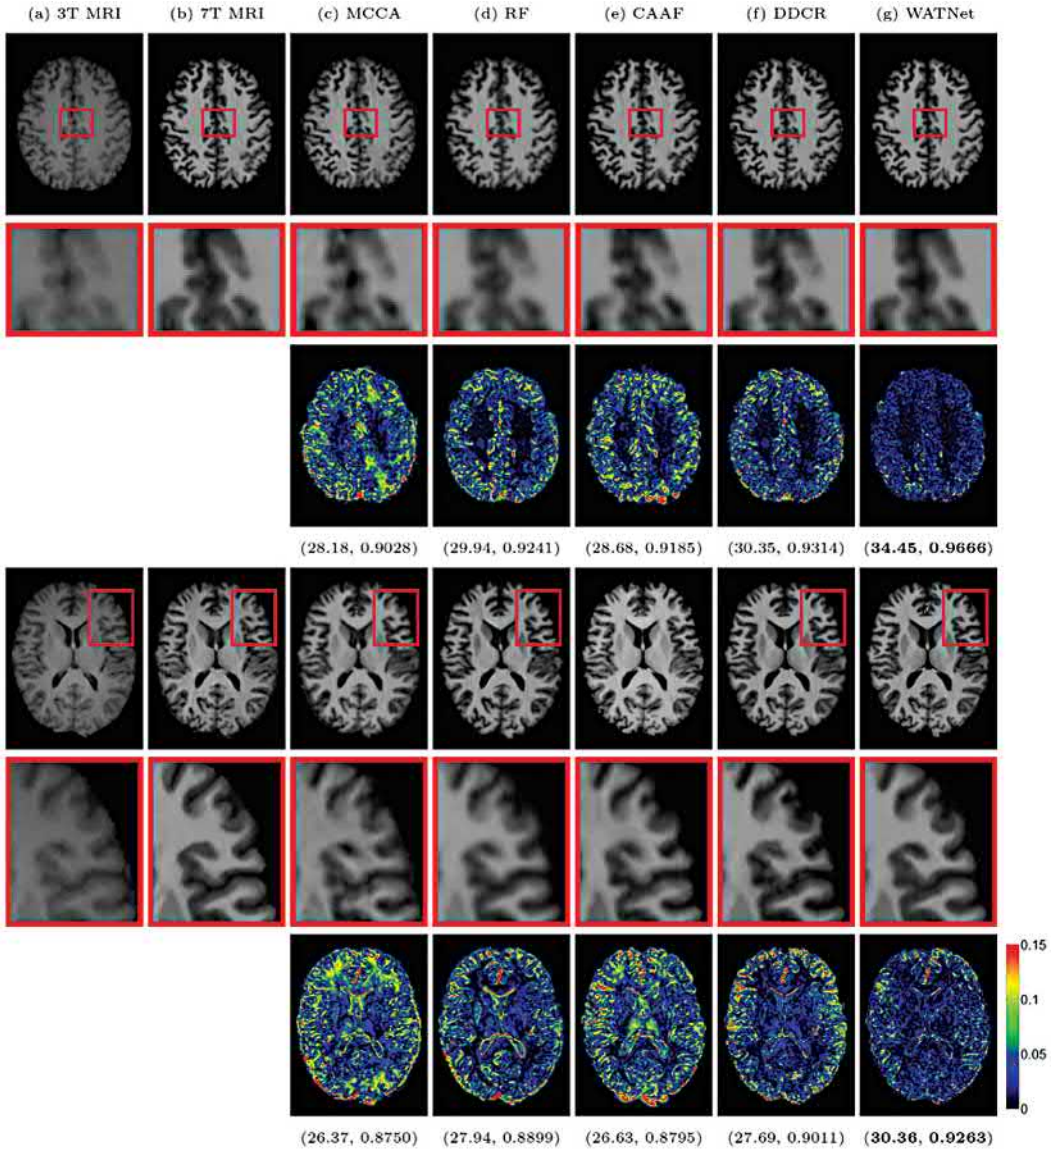 (a) 3T MRI (b) 7T MRI (c) MCCA (d) RF (e) CAAF (f) DDCR (g) WATNet
(28.18, 0.9028) (29.94, 0.9241) (28.68, 0.9185) (30.35, 0.9314) (34.45, 0.9666)
0.15
0.1
0.05
0
(26.37, 0.8750) (27.94, 0.8899) (26.63, 0.8795) (27.69, 0.9011) (30.36, 0.9263)